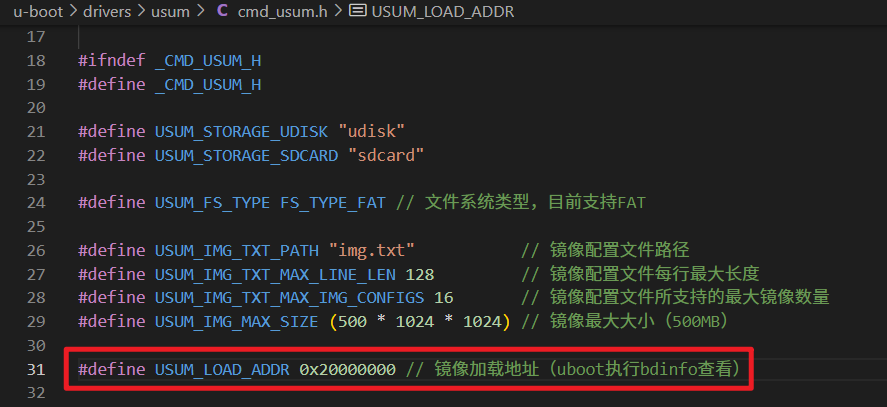 u-boot > drivers > usum > C cmd_usum.h > USUM_LOAD_ADDR
17
18 #ifndef _CMD_USUM_H
19 #define _CMD_USUM_H
20
21 #define USUM_STORAGE_UDISK "udisk"
22 #define USUM_STORAGE_SDCARD "sdcard"
23
24 #define USUM_FS_TYPE FS_TYPE_FAT // 文件系统类型，目前支持FAT
25
26 #define USUM_IMG_TXT_PATH "img.txt" // 镜像配置文件路径
27 #define USUM_IMG_TXT_MAX_LINE_LEN 128 // 镜像配置文件每行最大长度
28 #define USUM_IMG_TXT_MAX_IMG_CONFIGS 16 // 镜像配置文件所支持的最大镜像数量
29 #define USUM_IMG_MAX_SIZE (500 * 1024 * 1024) // 镜像最大大小（500MB）
30
31 #define USUM_LOAD_ADDR 0x20000000 // 镜像加载地址（uboot执行bdinfo查看）
32